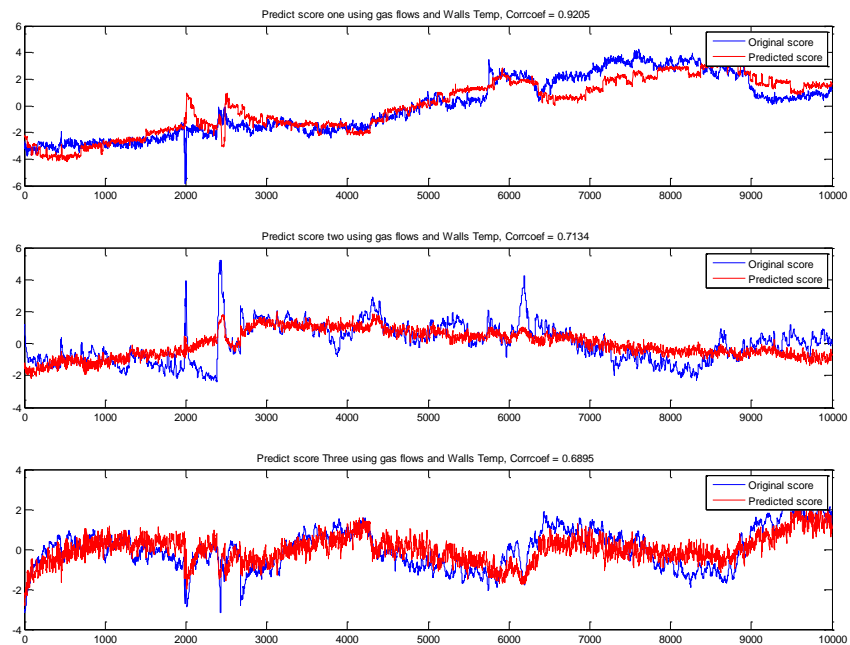 Predict score one using gas flows and Walls Temp, Corrcoef = 0.9205
6
4
2
0
-2
-4
-6
Original score
Predicted score
0 1000 2000 3000 4000 5000 6000 7000 8000 9000 10000
Predict score two using gas flows and Walls Temp, Corrcoef = 0.7134
6
4
2
0
-2
-4
Original score
Predicted score
0 1000 2000 3000 4000 5000 6000 7000 8000 9000 10000
Predict score Three using gas flows and Walls Temp, Corrcoef = 0.6895
4
2
0
-2
-4
Original score
Predicted score
0 1000 2000 3000 4000 5000 6000 7000 8000 9000 10000